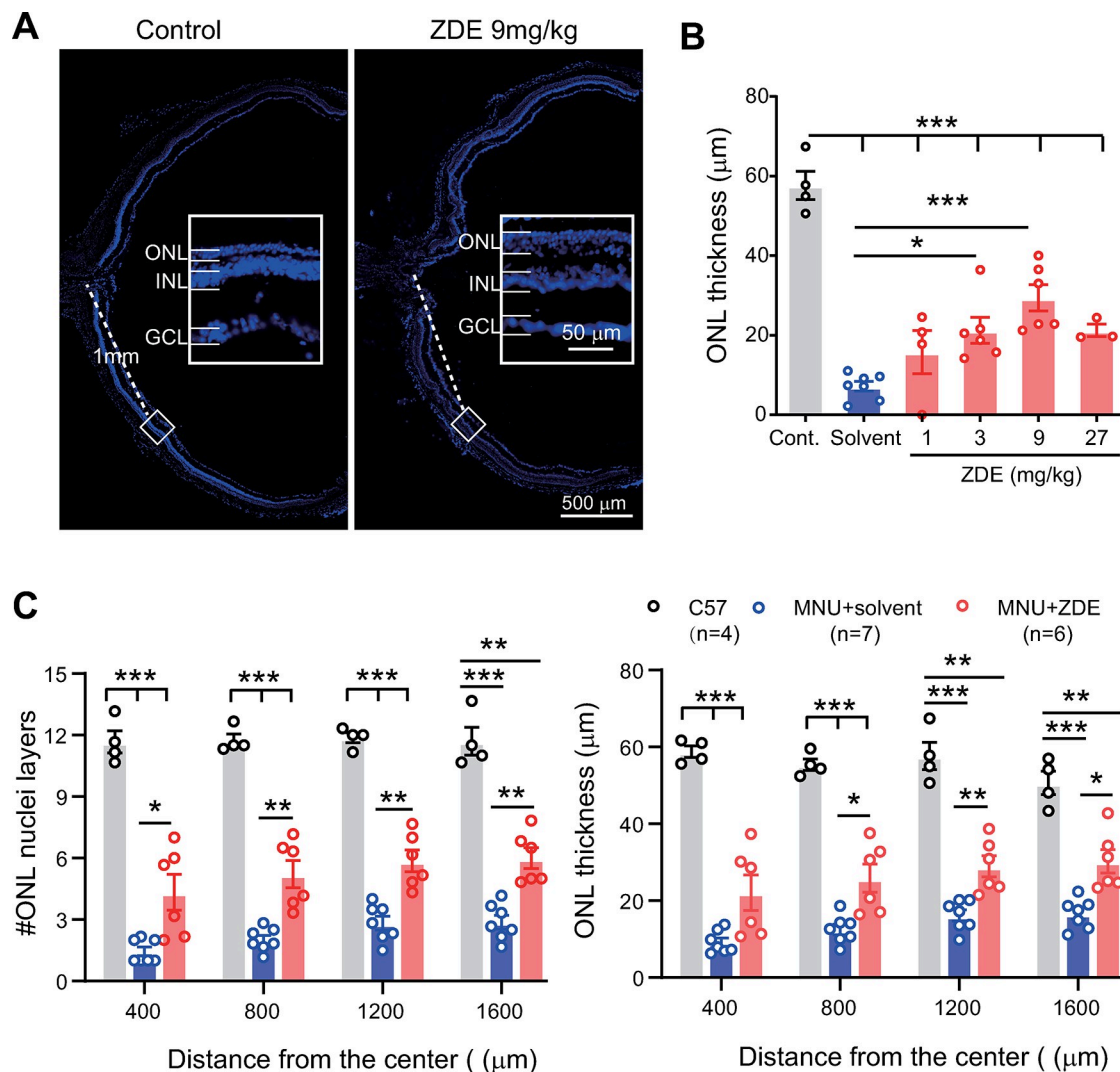 A
Control
ZDE 9mg/kg
ONL
INL
GCL
1mm
ONL
INL
GCL
50 μm
500 μm
B
ONL thickness (μm)
80
60
40
20
0
***
***
*
Cont. Solvent 1 3 9 27
ZDE (mg/kg)
C
C57 MNU+solvent MNU+ZDE
(n=4) (n=7) (n=6)
#ONL nuclei layers
15
12
9
6
3
0
*** *** *** **
***
* ** ** **
400 800 1200 1600
Distance from the center ( (μm)
ONL thickness (μm)
80
60
40
20
0
*** *** ** **
*** ***
* ** *
400 800 1200 1600
Distance from the center ( (μm)